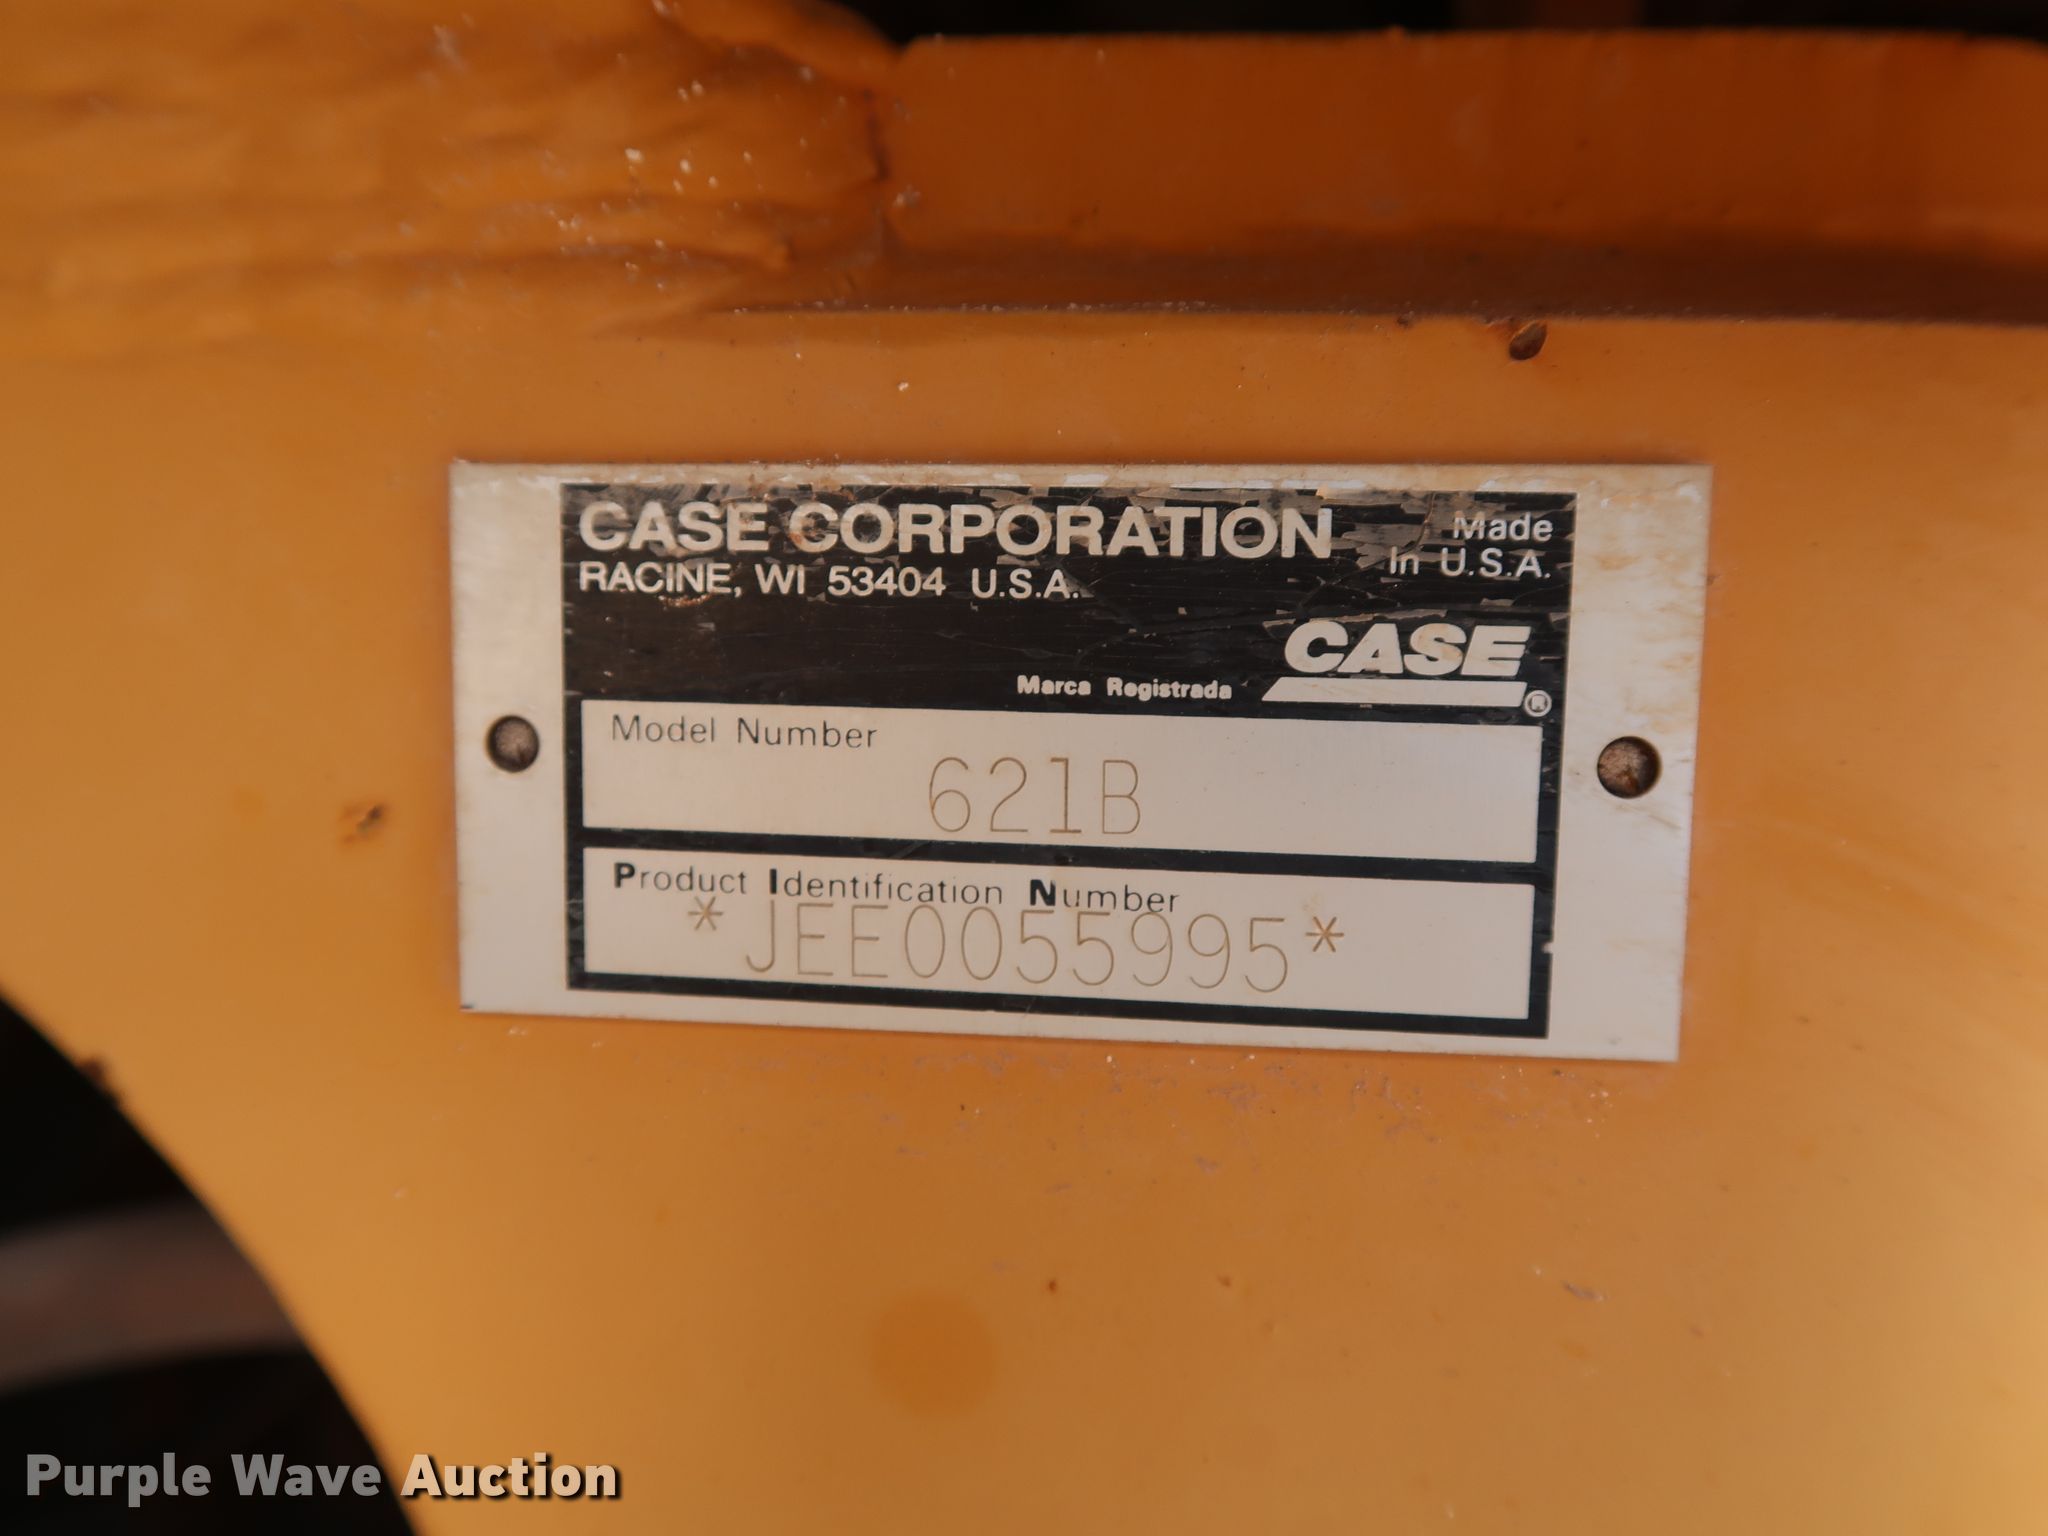 CASE CORPORATION
Made
In U.S.A.
RACINE, WI 53404 U.S.A.
CASE
Marca Registrada
®
Model Number
621B
Product Identification Number
*JEE0055995*
Purple Wave Auction